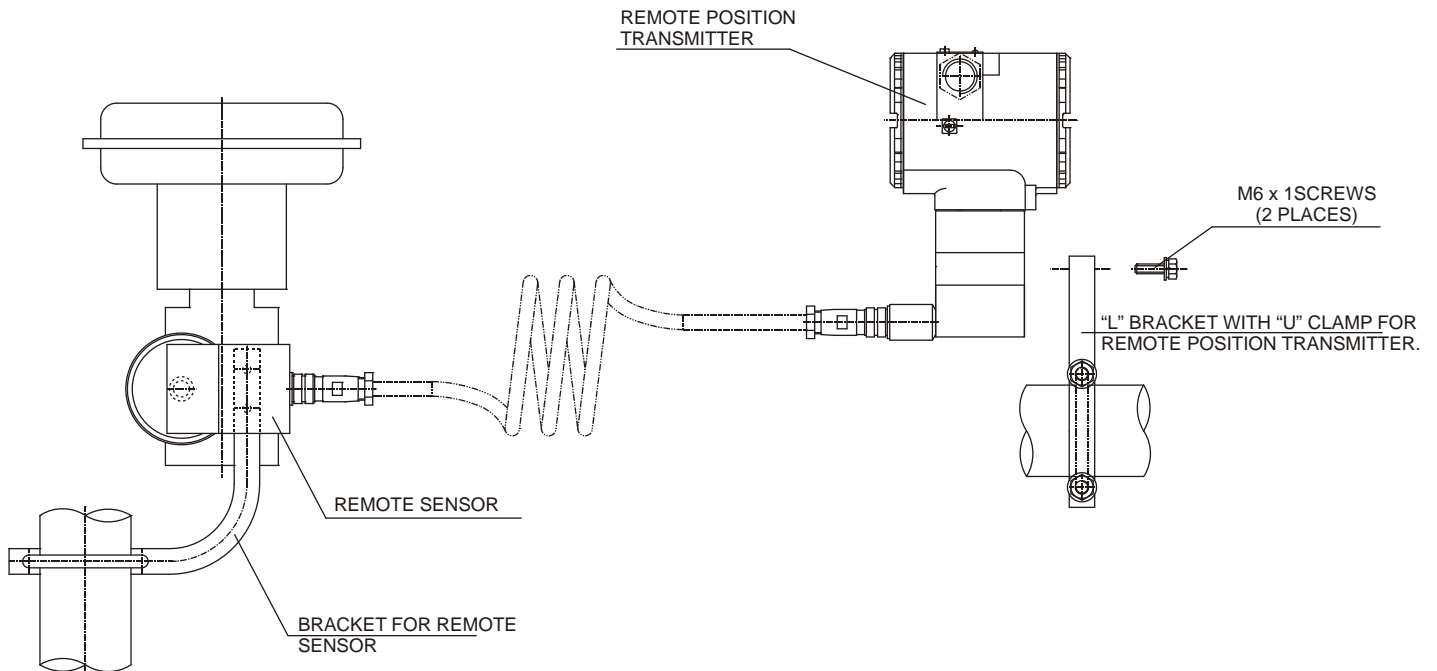 REMOTE POSITION
TRANSMITTER
M6 x 1SCREWS
(2 PLACES)
“L” BRACKET WITH “U” CLAMP FOR
REMOTE POSITION TRANSMITTER.
REMOTE SENSOR
BRACKET FOR REMOTE
SENSOR